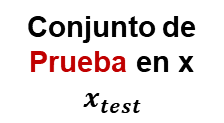 Conjunto de
Prueba en x
x_test